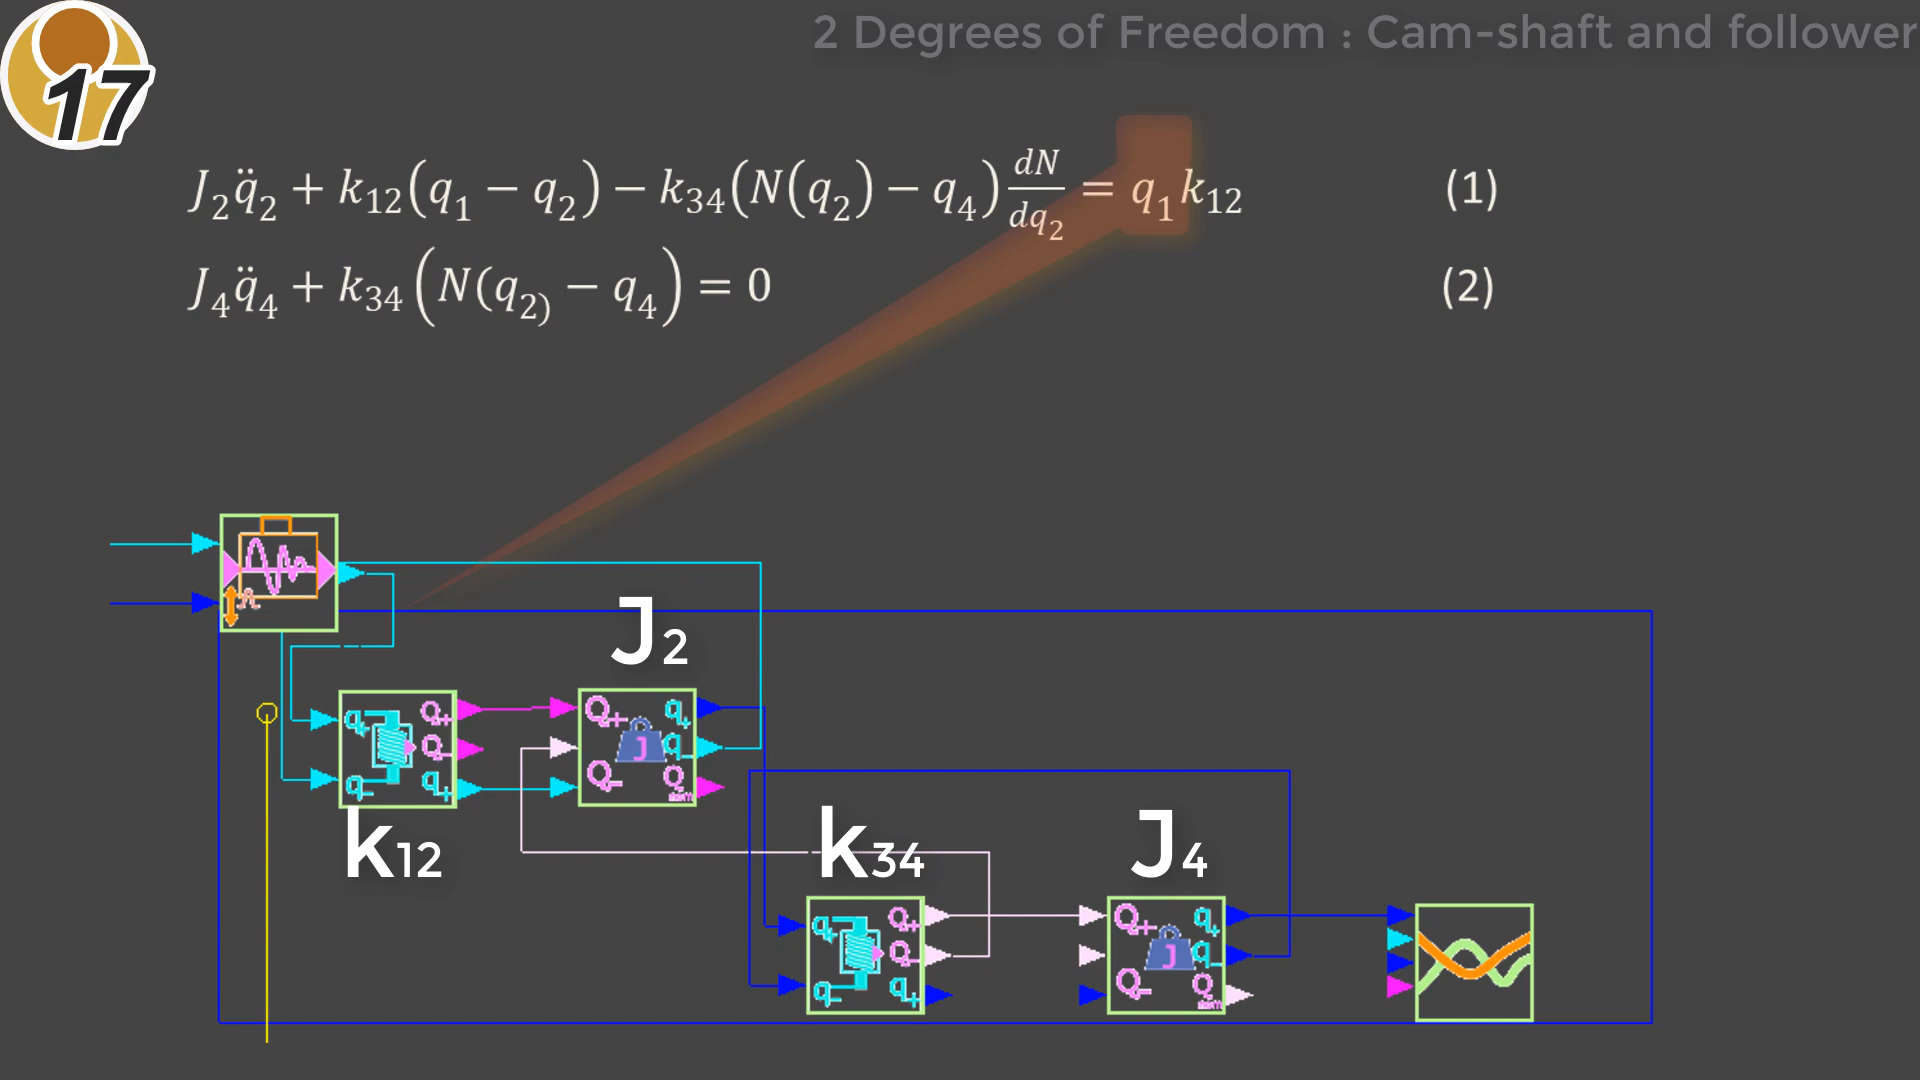 2 Degrees of Freedom : Cam-shaft and follower
17
J₂q̈₂ + k₁₂(q₁ − q₂) − k₃₄(N(q₂) − q₄) dN/dq₂ = q₁k₁₂ (1)
J₄q̈₄ + k₃₄(N(q₂₎ − q₄) = 0 (2)
J₂
q₊ Q₊
Q₋
q₋ q₊
Q₊ q₊
J q₋
Q₋ Q
k₁₂
k₃₄
J₄
q₊ Q₊
Q₋
q₋ q₊
Q₊ q₊
J q₋
Q₋ Q